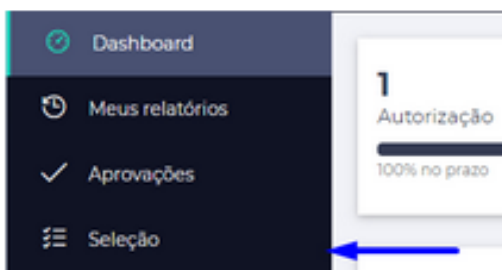 Dashboard
Meus relatórios
Aprovações
Seleção
1
Autorização
100% no prazo